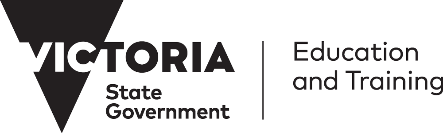 VICTORIA
State
Government
Education
and Training